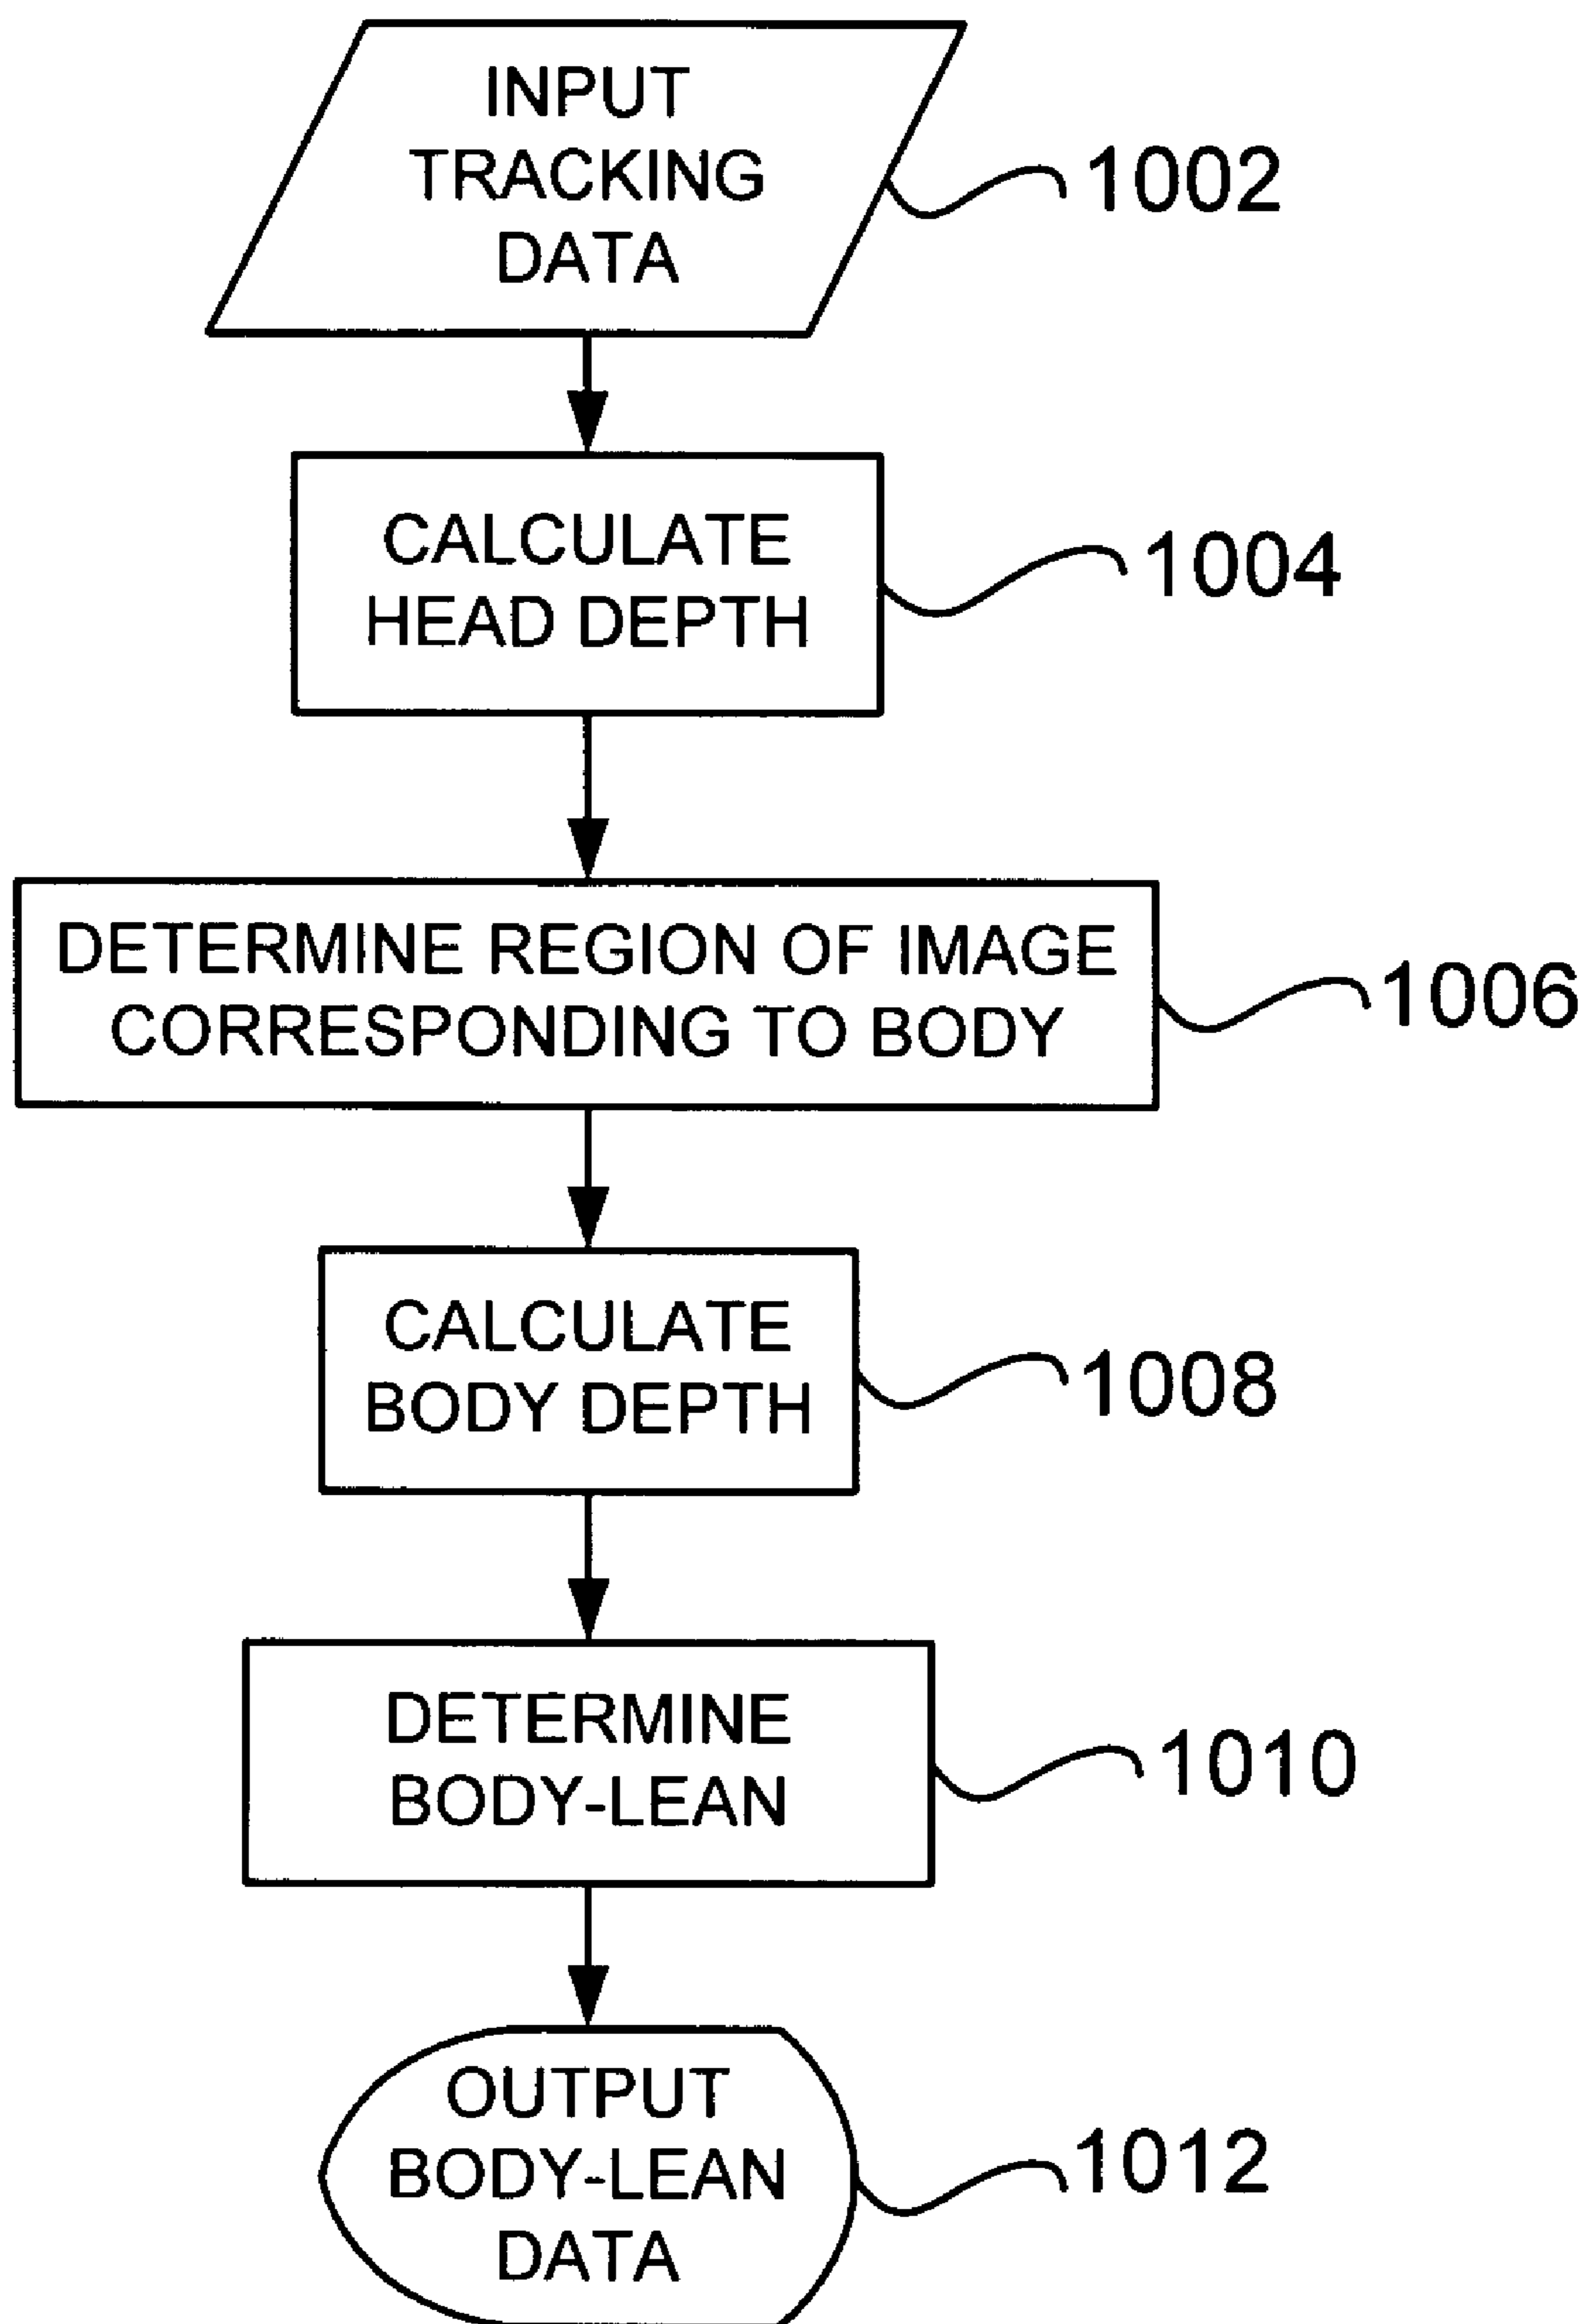 INPUT
TRACKING
DATA
1002
CALCULATE
HEAD DEPTH
1004
DETERMINE REGION OF IMAGE
CORRESPONDING TO BODY
1006
CALCULATE
BODY DEPTH
1008
DETERMINE
BODY-LEAN
1010
OUTPUT
BODY-LEAN
DATA
1012